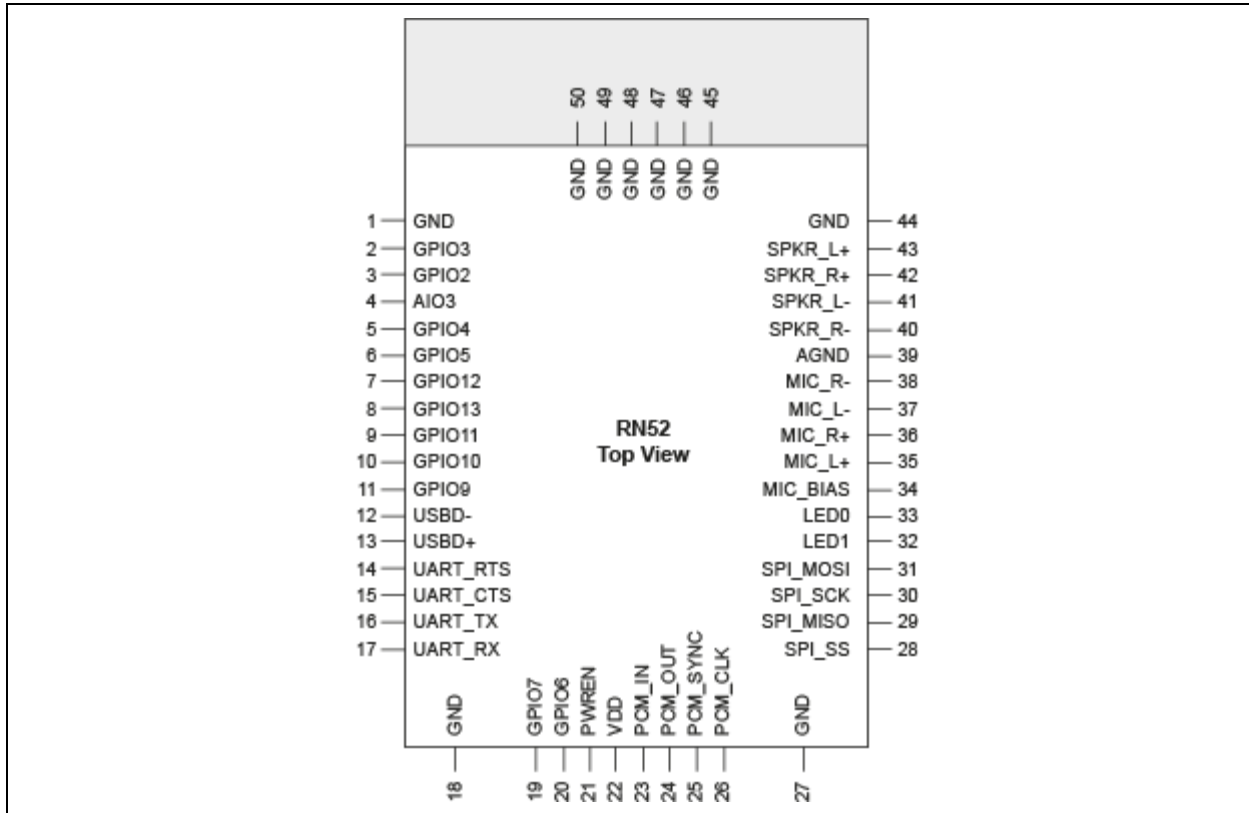 50 49 48 47 46 45
GND GND GND GND GND GND
1 GND GND 44
2 GPIO3 SPKR_L+ 43
3 GPIO2 SPKR_R+ 42
4 AIO3 SPKR_L- 41
5 GPIO4 SPKR_R- 40
6 GPIO5 AGND 39
7 GPIO12 MIC_R- 38
8 GPIO13 MIC_L- 37
9 GPIO11 MIC_R+ 36
10 GPIO10 MIC_L+ 35
11 GPIO9 MIC_BIAS 34
12 USBD- LED0 33
13 USBD+ LED1 32
14 UART_RTS SPI_MOSI 31
15 UART_CTS SPI_SCK 30
16 UART_TX SPI_MISO 29
17 UART_RX SPI_SS 28
RN52
Top View
GND GPIO7 GPIO6 PWREN VDD PCM_IN PCM_OUT PCM_SYNC PCM_CLK GND
18 19 20 21 22 23 24 25 26 27